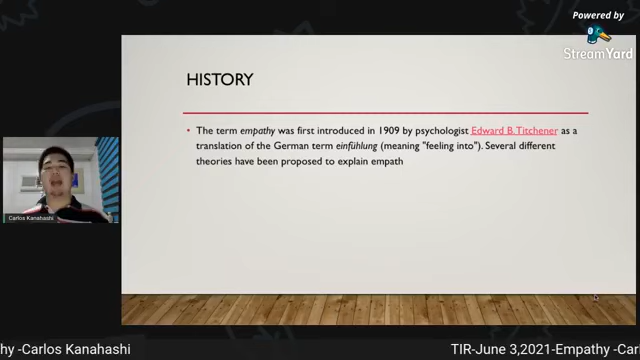 Powered by
StreamYard
HISTORY
• The term empathy was first introduced in 1909 by psychologist Edward B. Titchener as a
translation of the German term einfühlung (meaning "feeling into"). Several different
theories have been proposed to explain empath
Carlos Kanahashi
hy -Carlos Kanahashi
TIR-June 3,2021-Empathy -Car